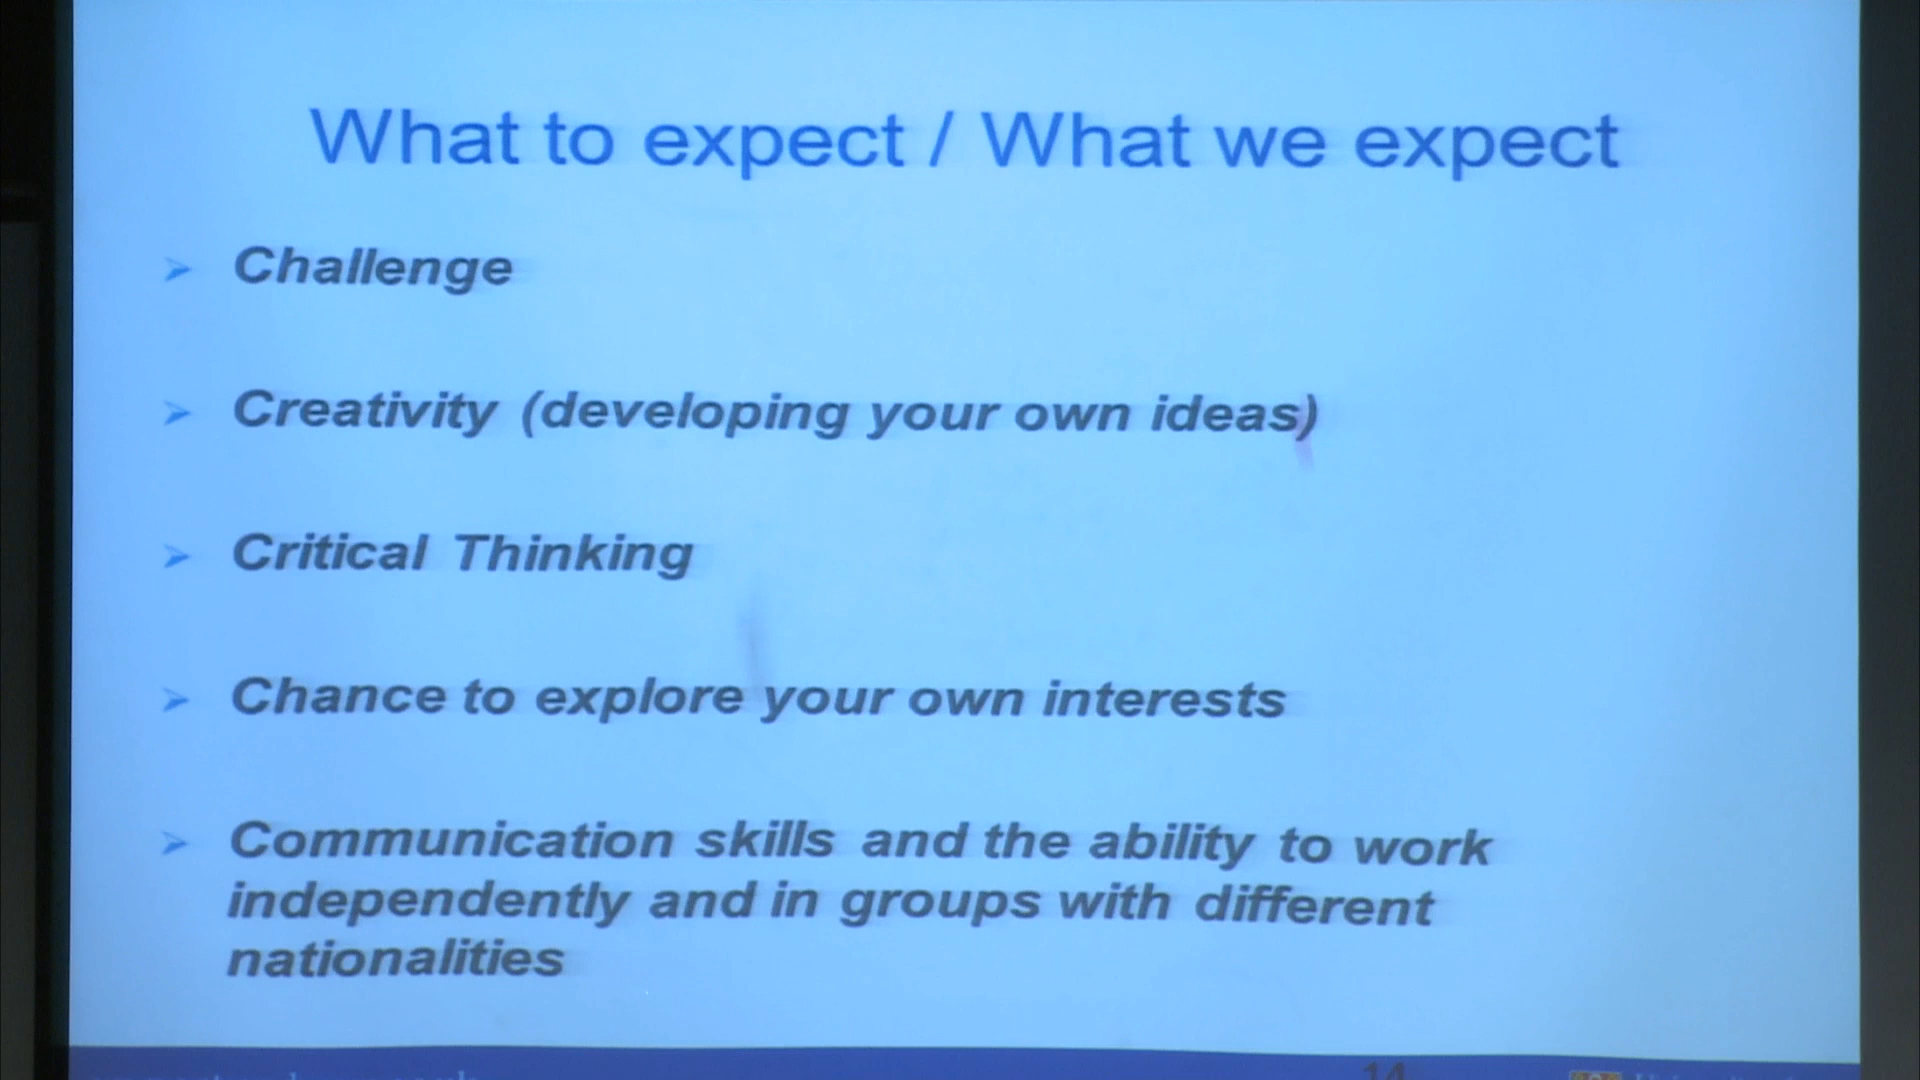 What to expect / What we expect
➢ Challenge
➢ Creativity (developing your own ideas)
➢ Critical Thinking
➢ Chance to explore your own interests
➢ Communication skills and the ability to work
independently and in groups with different
nationalities
14